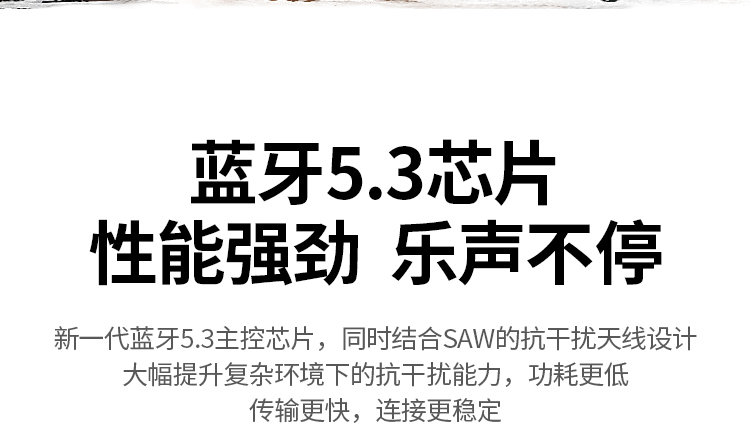 蓝牙5.3芯片
性能强劲 乐声不停
新一代蓝牙5.3主控芯片，同时结合SAW的抗干扰天线设计
大幅提升复杂环境下的抗干扰能力，功耗更低
传输更快，连接更稳定